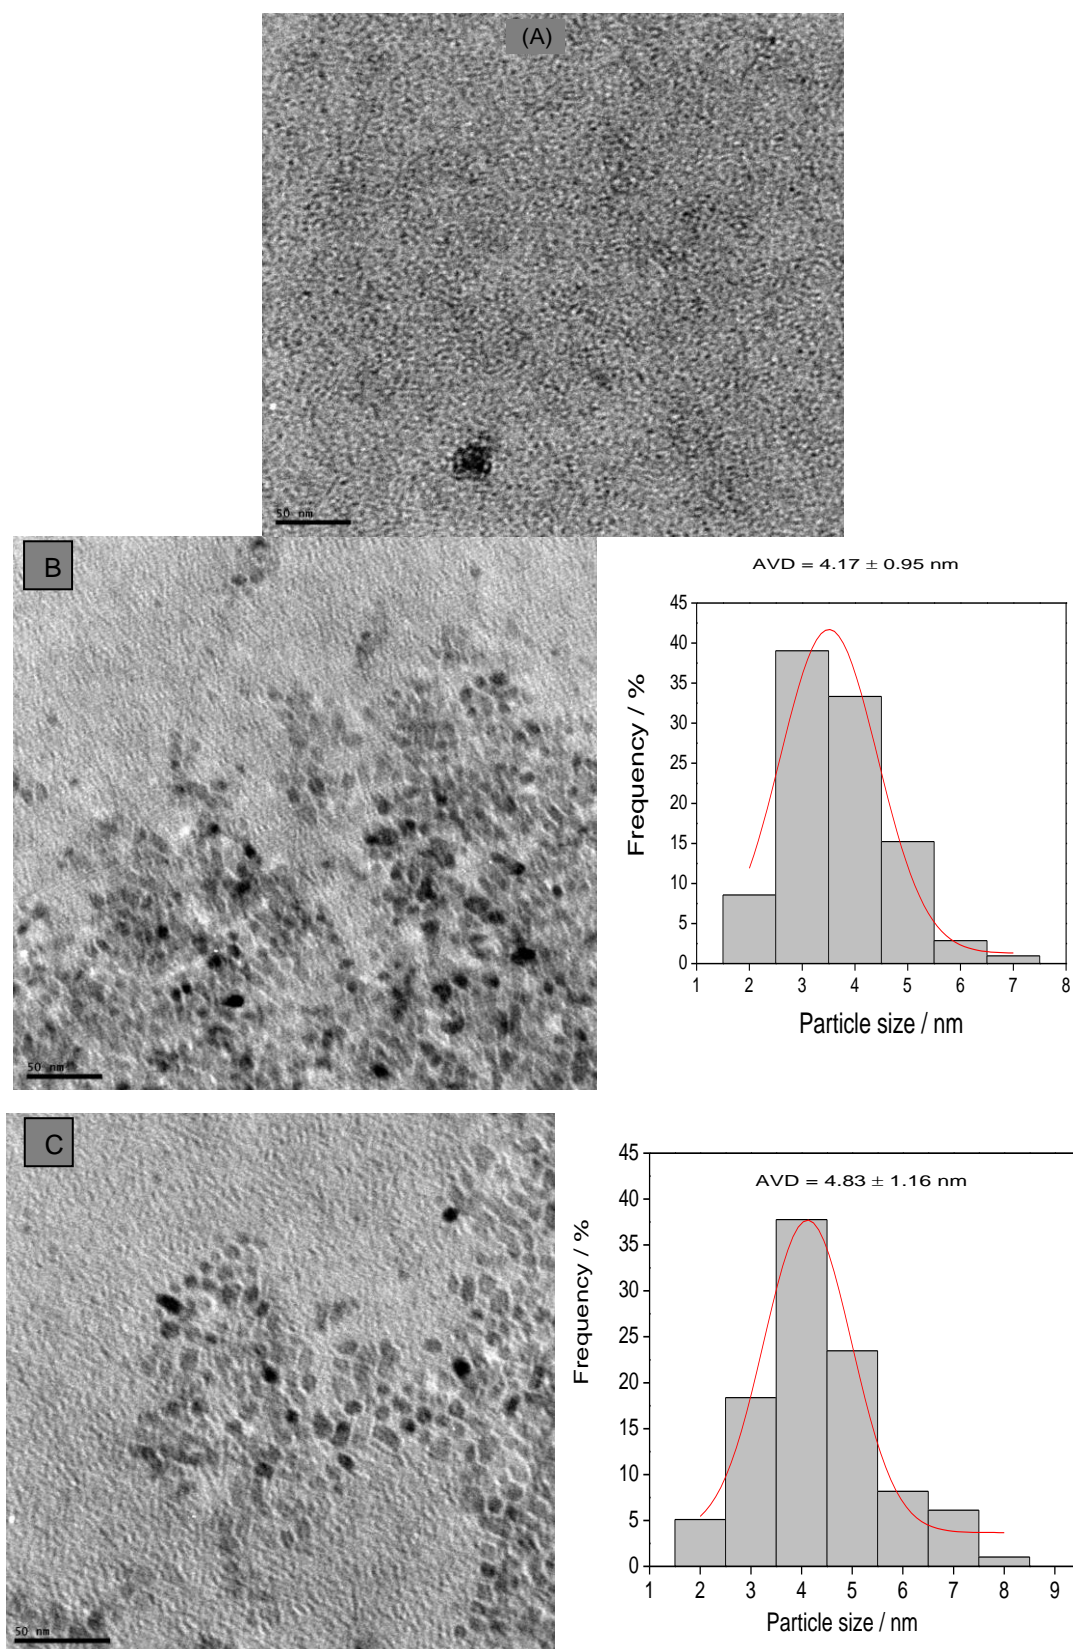 (A)
50 nm
B
50 nm
AVD = 4.17 ± 0.95 nm
45
40
35
30
25
20
15
10
5
0
Frequency / %
1 2 3 4 5 6 7 8
Particle size / nm
C
50 nm
45
AVD = 4.83 ± 1.16 nm
40
35
30
25
20
15
10
5
0
Frequency / %
1 2 3 4 5 6 7 8 9
Particle size / nm